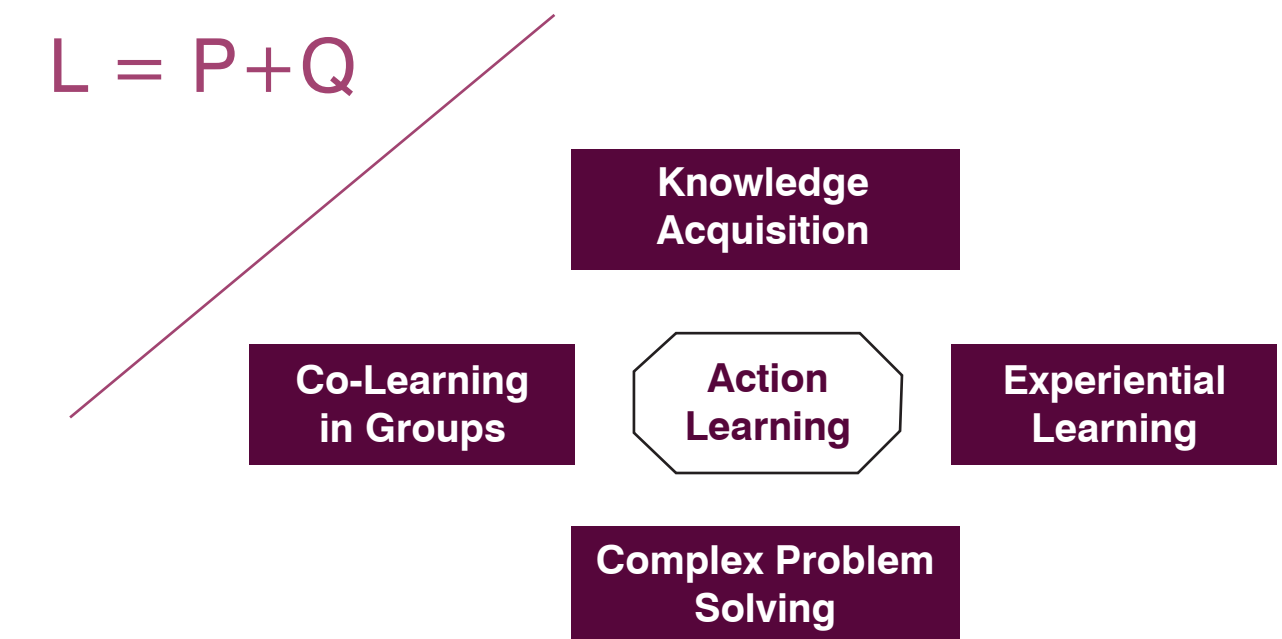 L = P+Q
Knowledge
Acquisition
Co-Learning
in Groups
Action
Learning
Experiential
Learning
Complex Problem
Solving